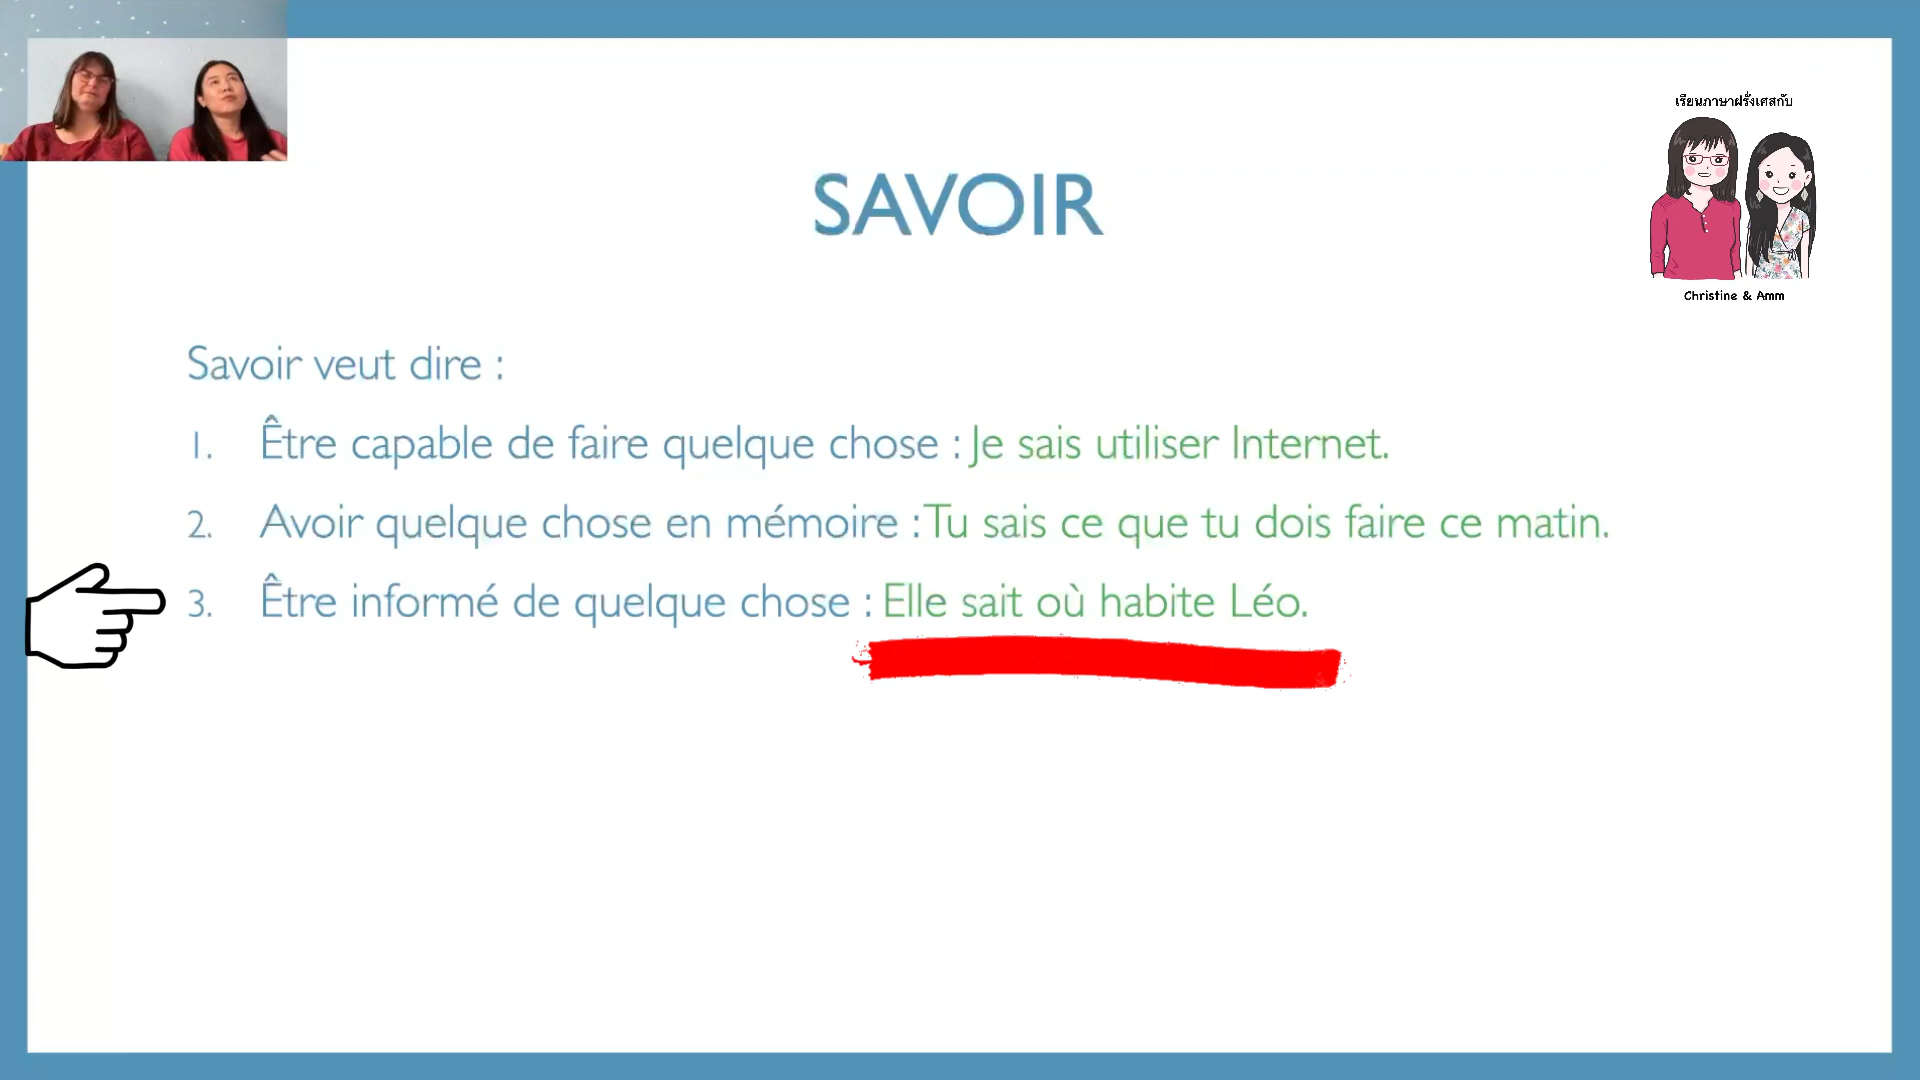 เรียนภาษาฝรั่งเศสกับ
Christine & Amm
SAVOIR
Savoir veut dire :
1. Être capable de faire quelque chose : Je sais utiliser Internet.
2. Avoir quelque chose en mémoire : Tu sais ce que tu dois faire ce matin.
3. Être informé de quelque chose : Elle sait où habite Léo.